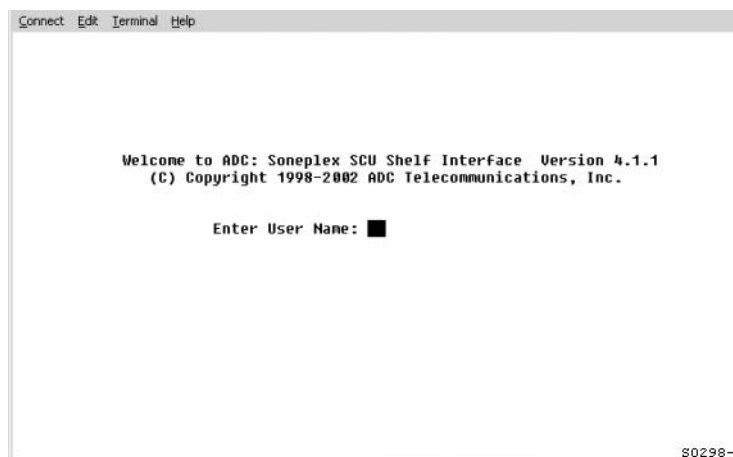 Connect Edit Terminal Help
Welcome to ADC: Soneplex SCU Shelf Interface Version 4.1.1
(C) Copyright 1998-2002 ADC Telecommunications, Inc.
Enter User Name:
S0298-